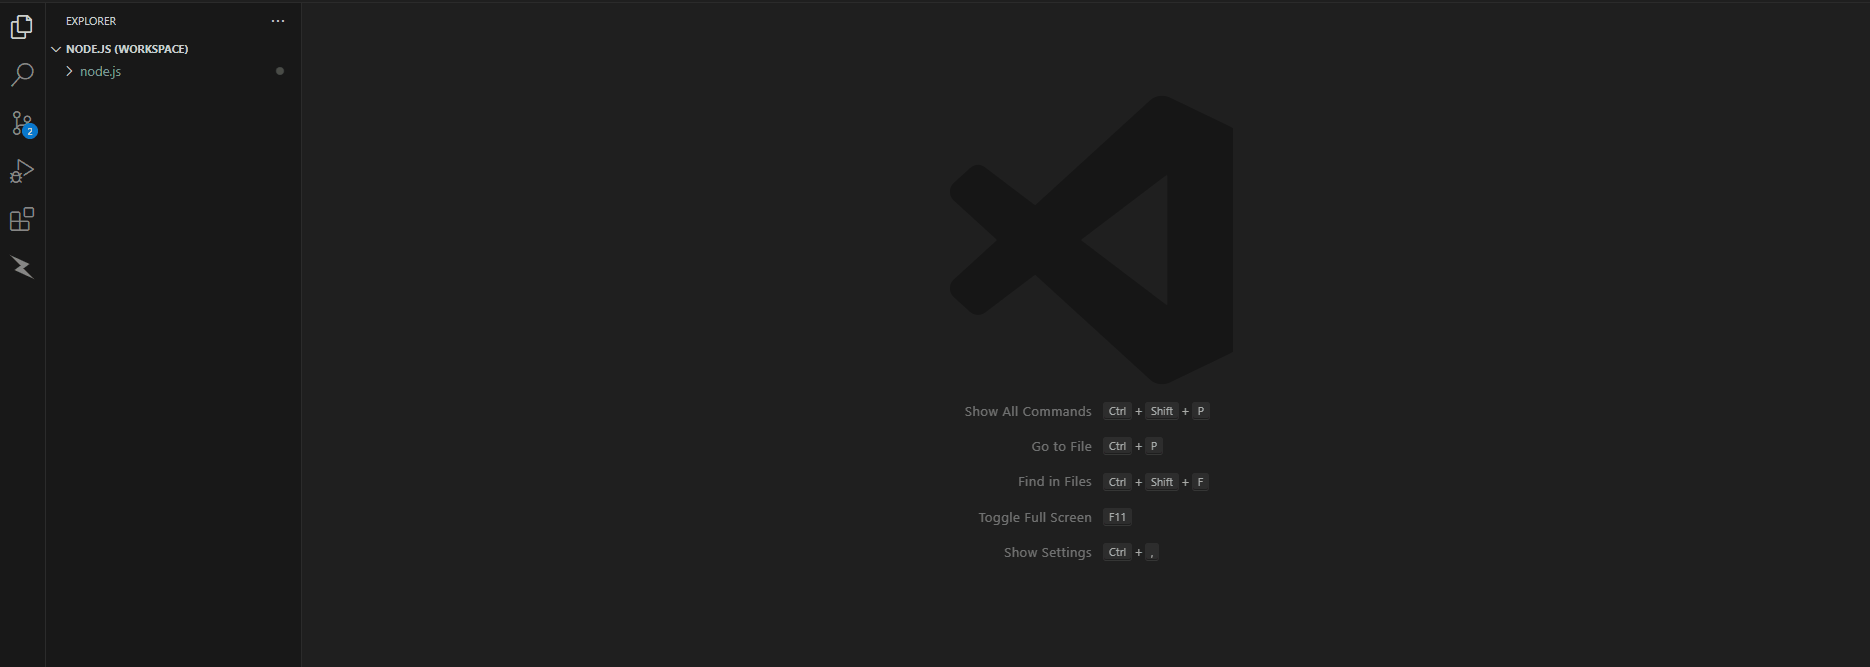 EXPLORER
NODE.JS (WORKSPACE)
node.js
2
Show All Commands Ctrl + Shift + P
Go to File Ctrl + P
Find in Files Ctrl + Shift + F
Toggle Full Screen F11
Show Settings Ctrl + ,